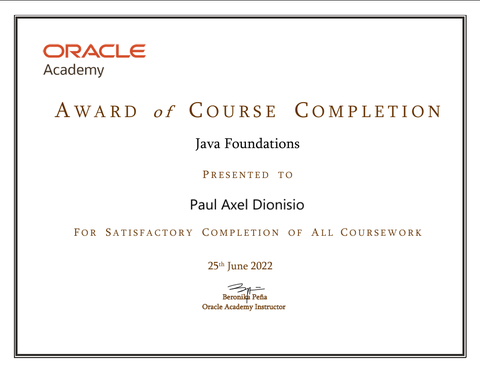 ORACLE
Academy
AWARD of COURSE COMPLETION
Java Foundations
PRESENTED TO
Paul Axel Dionisio
FOR SATISFACTORY COMPLETION OF ALL COURSEWORK
25th June 2022
Beronika Peña
Oracle Academy Instructor